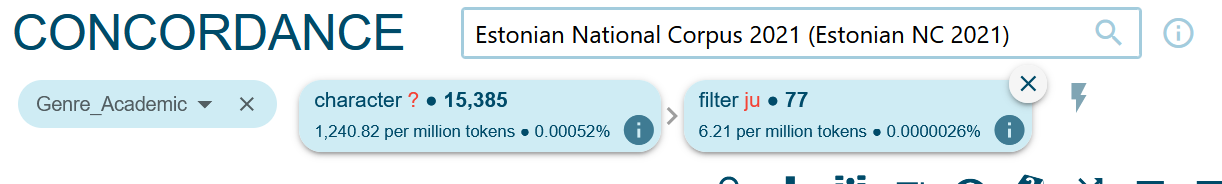 CONCORDANCE
Estonian National Corpus 2021 (Estonian NC 2021)
Genre_Academic
character ? ● 15,385
1,240.82 per million tokens ● 0.00052%
filter ju ● 77
6.21 per million tokens ● 0.0000026%